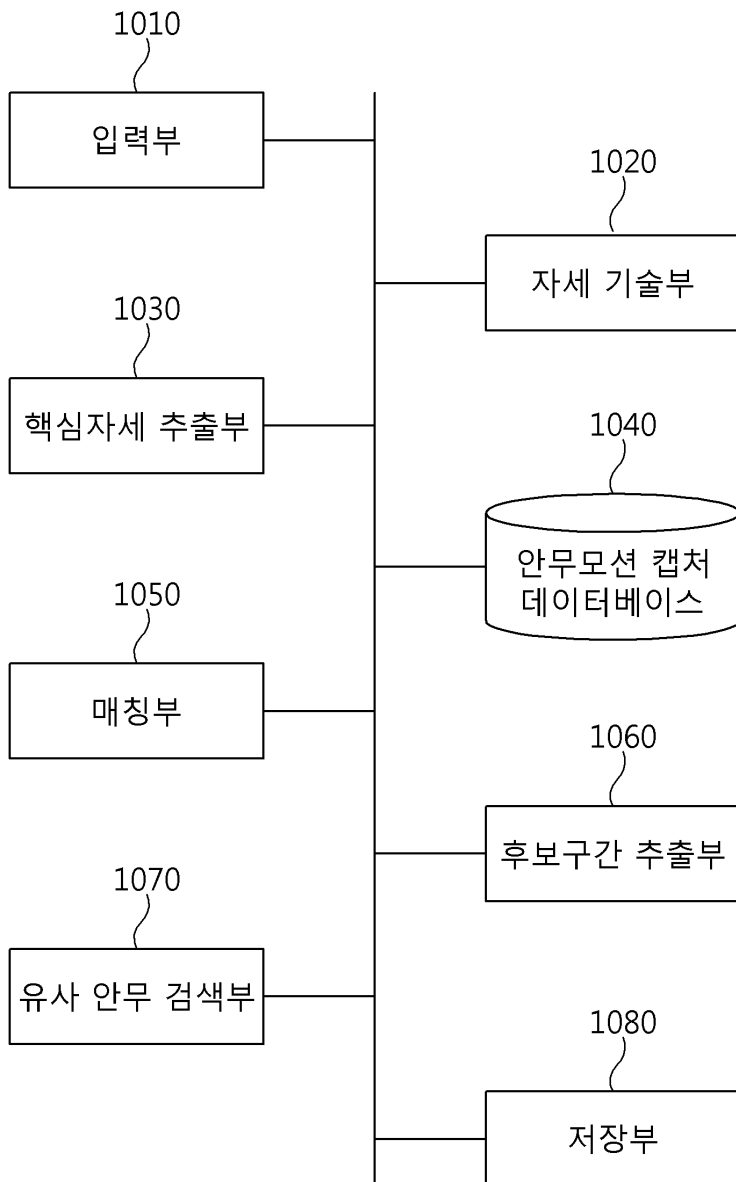 1010
입력부
1020
자세 기술부
1030
핵심자세 추출부
1040
안무모션 캡처
데이터베이스
1050
매칭부
1060
후보구간 추출부
1070
유사 안무 검색부
1080
저장부